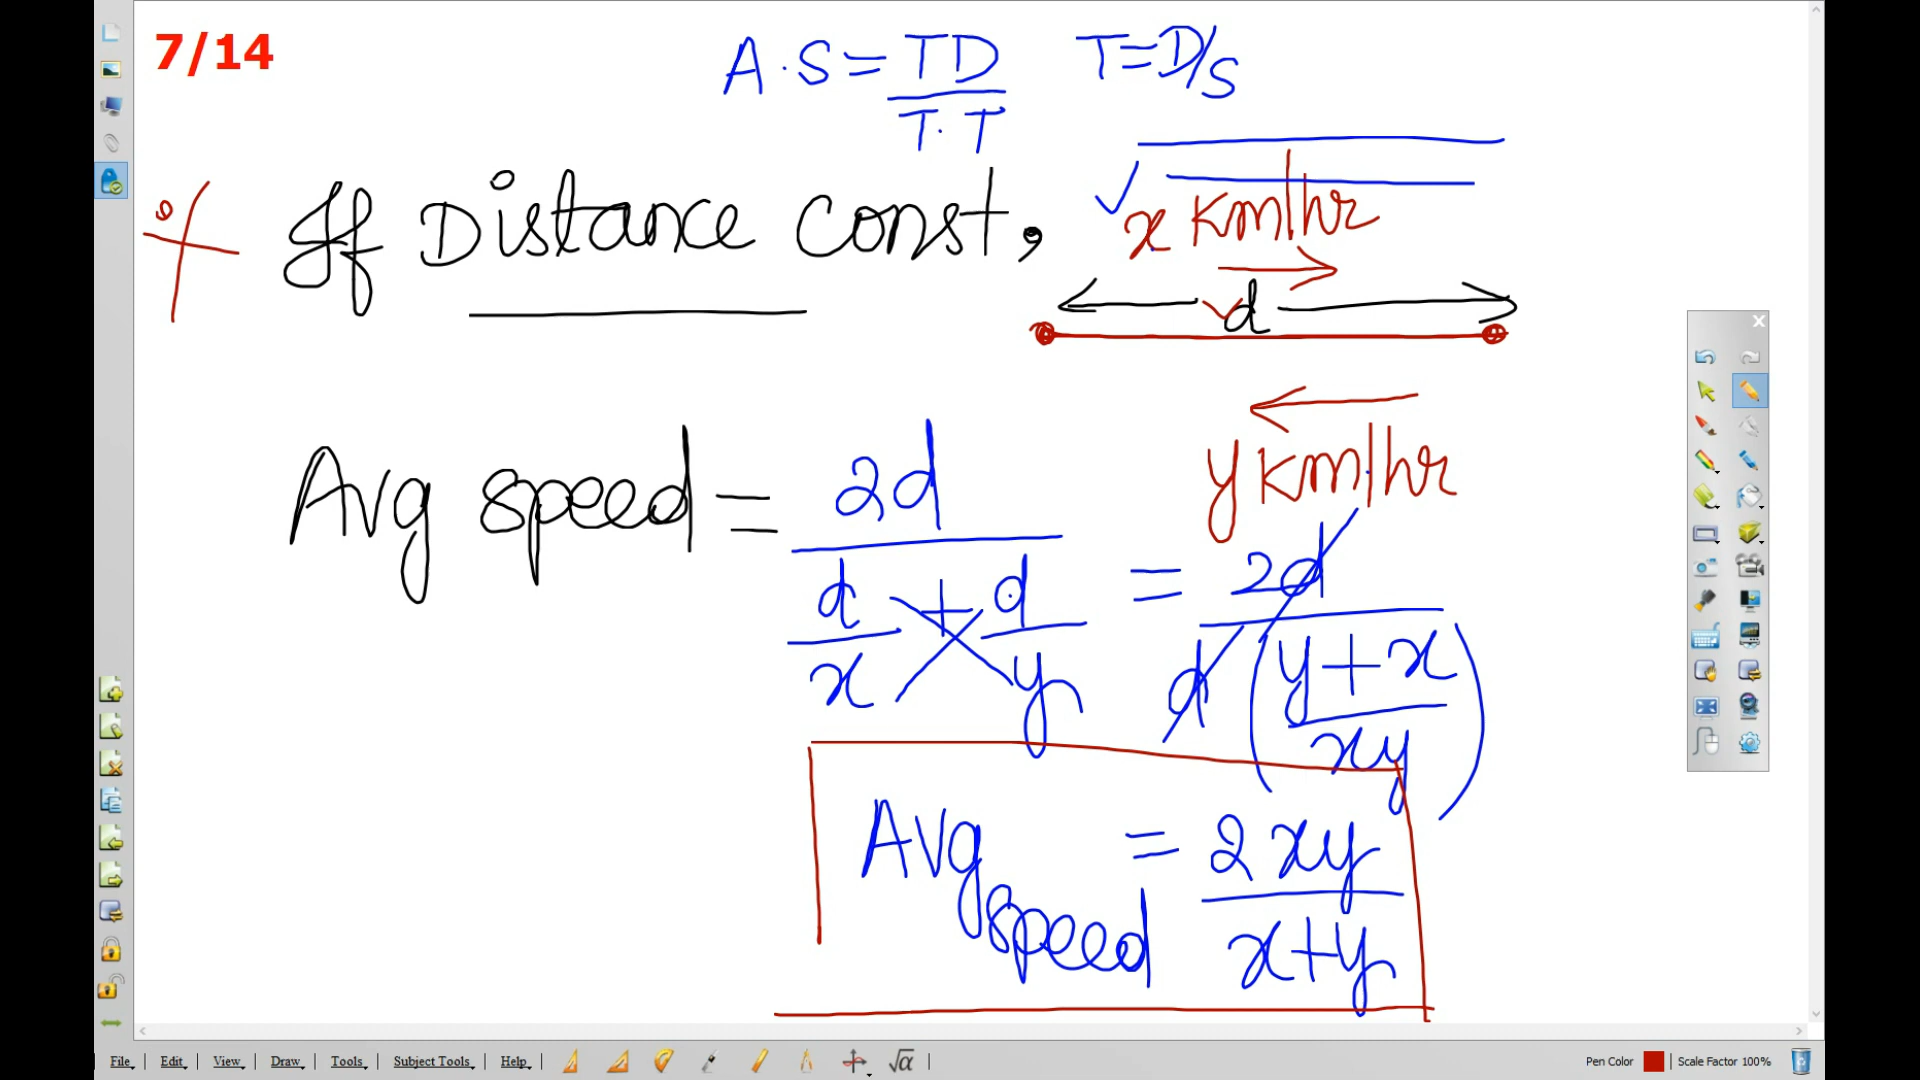 7/14
A.S = TD / T.T T = D/S
If Distance const,
x Km/hr
d
y Km/hr
Avg speed = 2d / (d/x + d/y) = 2d / d((y+x)/xy)
Avg speed = 2xy / x+y
File Edit View Draw Tools Subject Tools Help √α Pen Color Scale Factor 100%